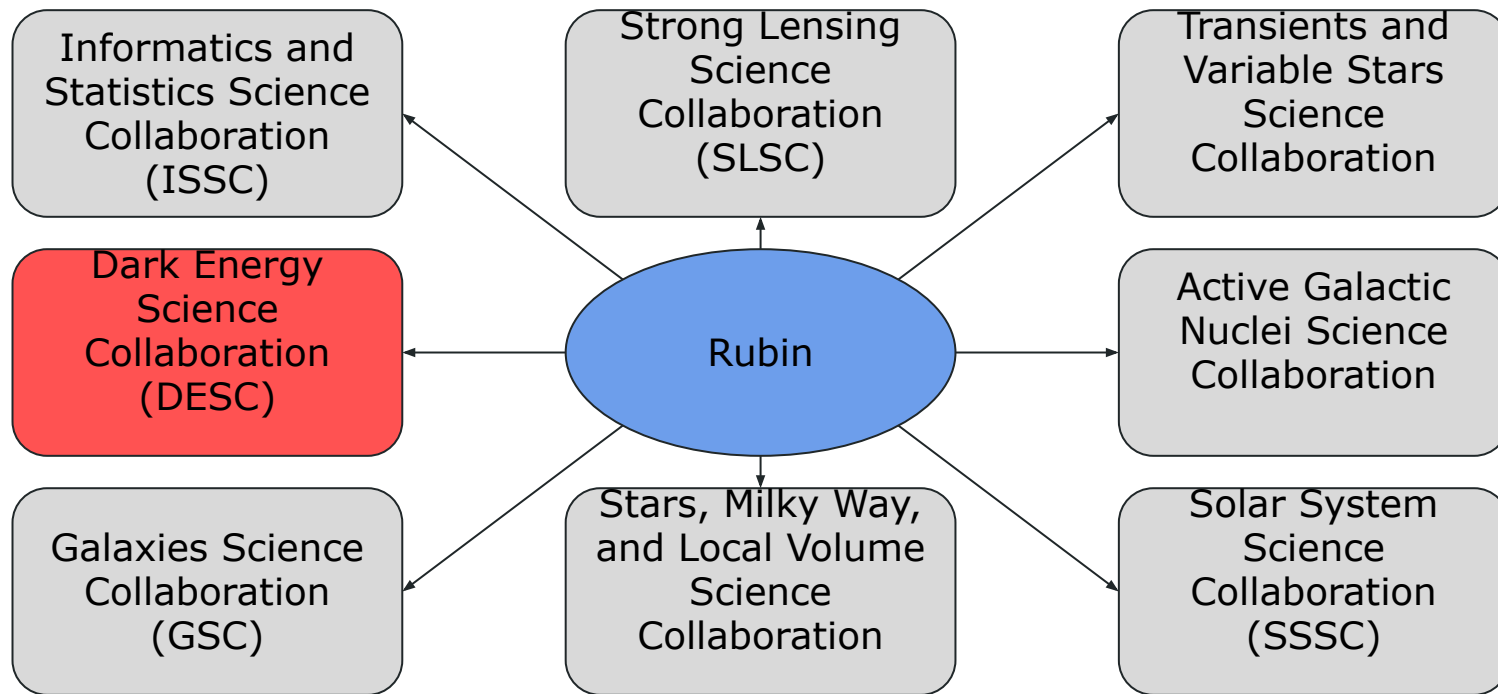 Informatics and
Statistics Science
Collaboration
(ISSC)
Strong Lensing
Science
Collaboration
(SLSC)
Transients and
Variable Stars
Science
Collaboration
Dark Energy
Science
Collaboration
(DESC)
Rubin
Active Galactic
Nuclei Science
Collaboration
Galaxies Science
Collaboration
(GSC)
Stars, Milky Way,
and Local Volume
Science
Collaboration
Solar System
Science
Collaboration
(SSSC)